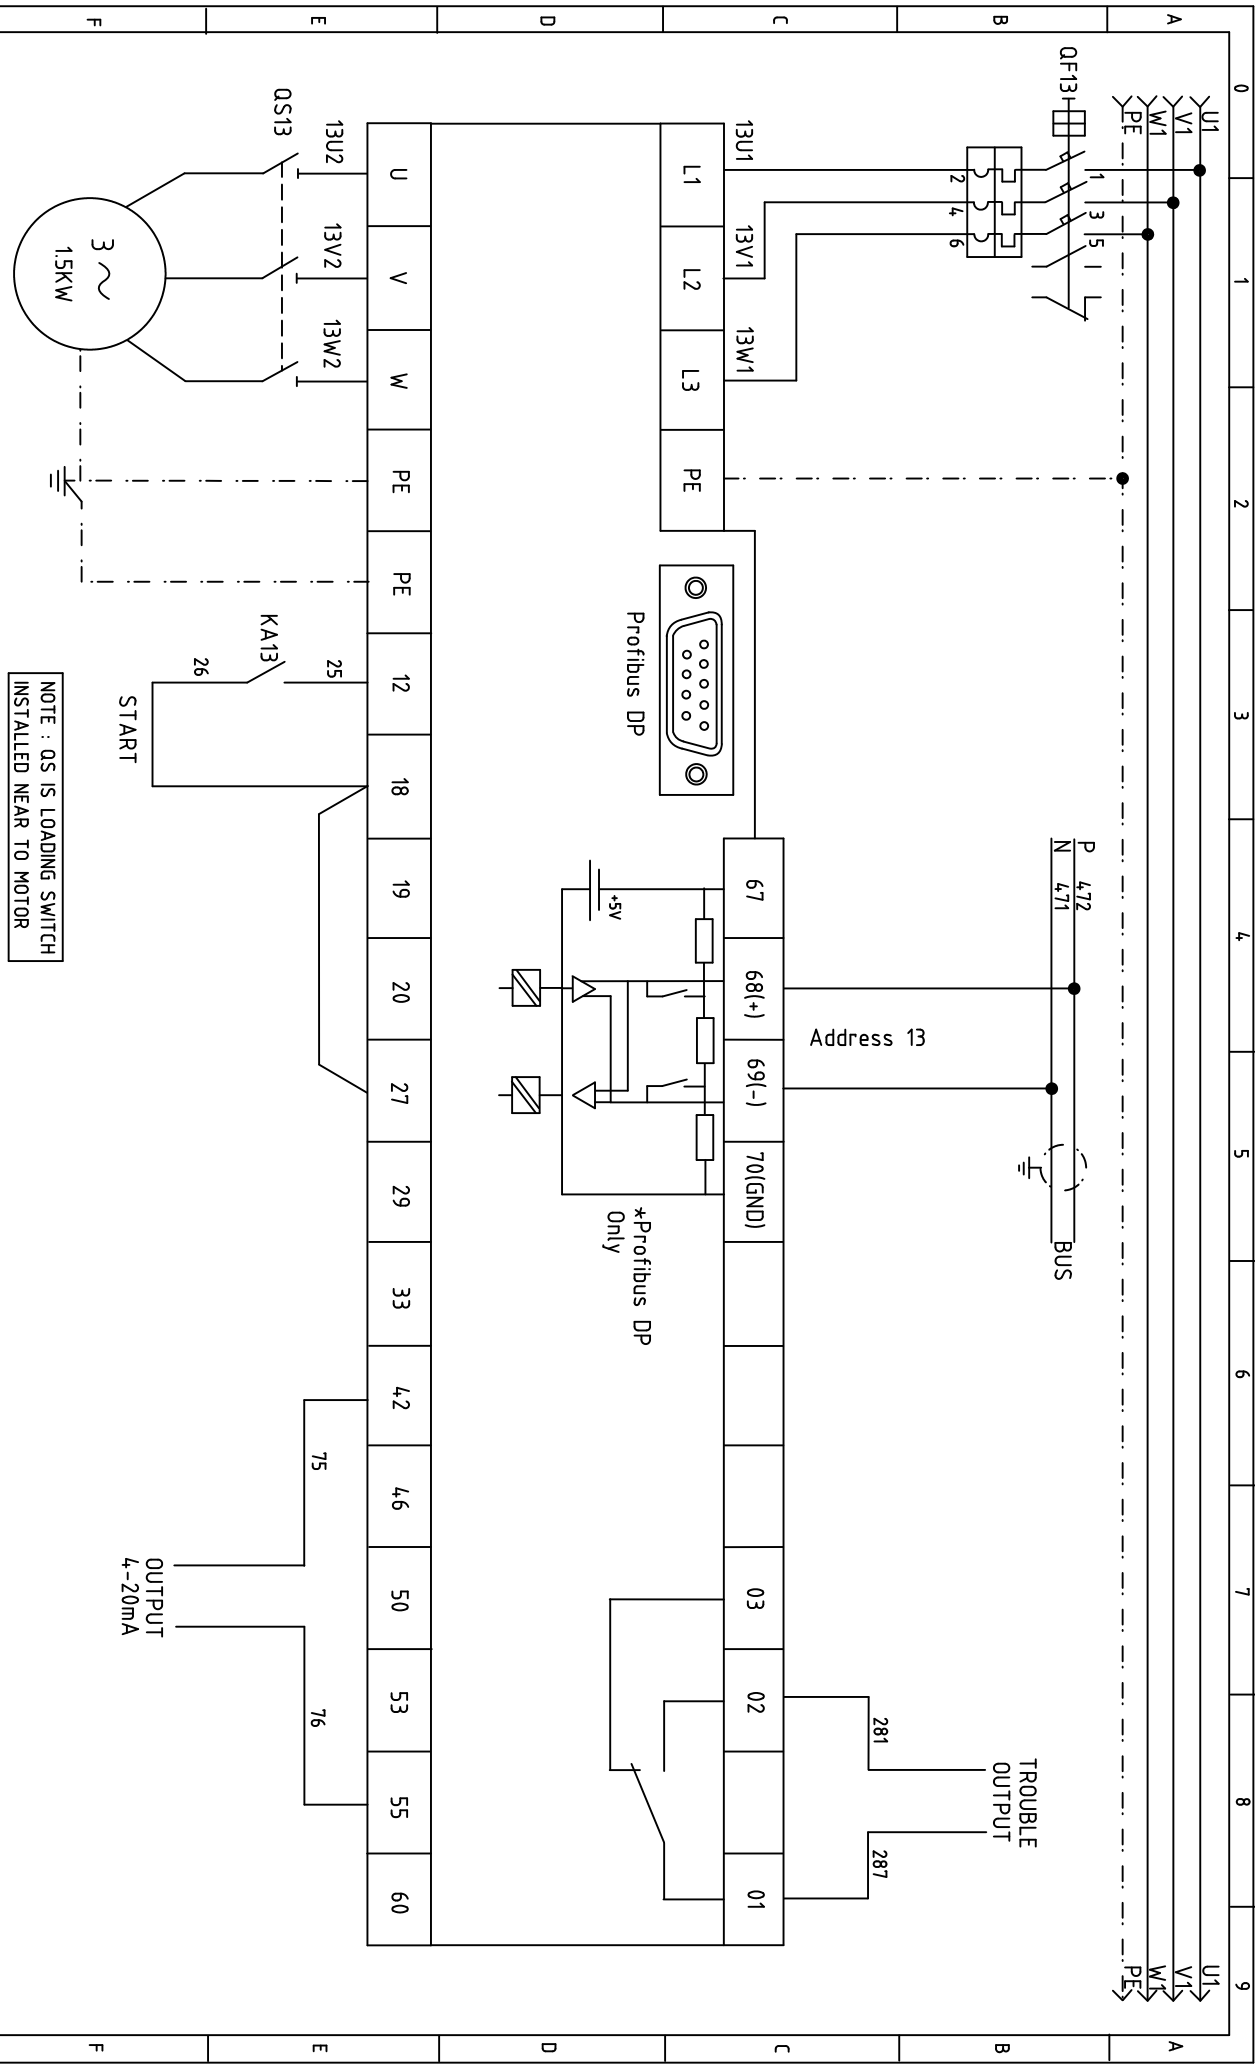 0 1 2 3 4 5 6 7 8 9
A
A
U1
U1
V1
V1
W1
W1
PE
PE
QF13
1 3 5
2 4 6
B
B
P 472
N 471
BUS
Address 13
TROUBLE
OUTPUT
281
287
C
C
13U1 13V1 13W1
L1 L2 L3 PE
67 68(+) 69(-) 70(GND) 03 02 01
Profibus DP
+5V
*Profibus DP
Only
D
D
U V W PE PE 12 18 19 20 27 29 33 42 46 50 53 55 60
E
E
13U2 13V2 13W2
QS13
25
KA13
26
START
75
76
OUTPUT
4-20mA
3 ~
1.5KW
F
F
NOTE : QS IS LOADING SWITCH
INSTALLED NEAR TO MOTOR